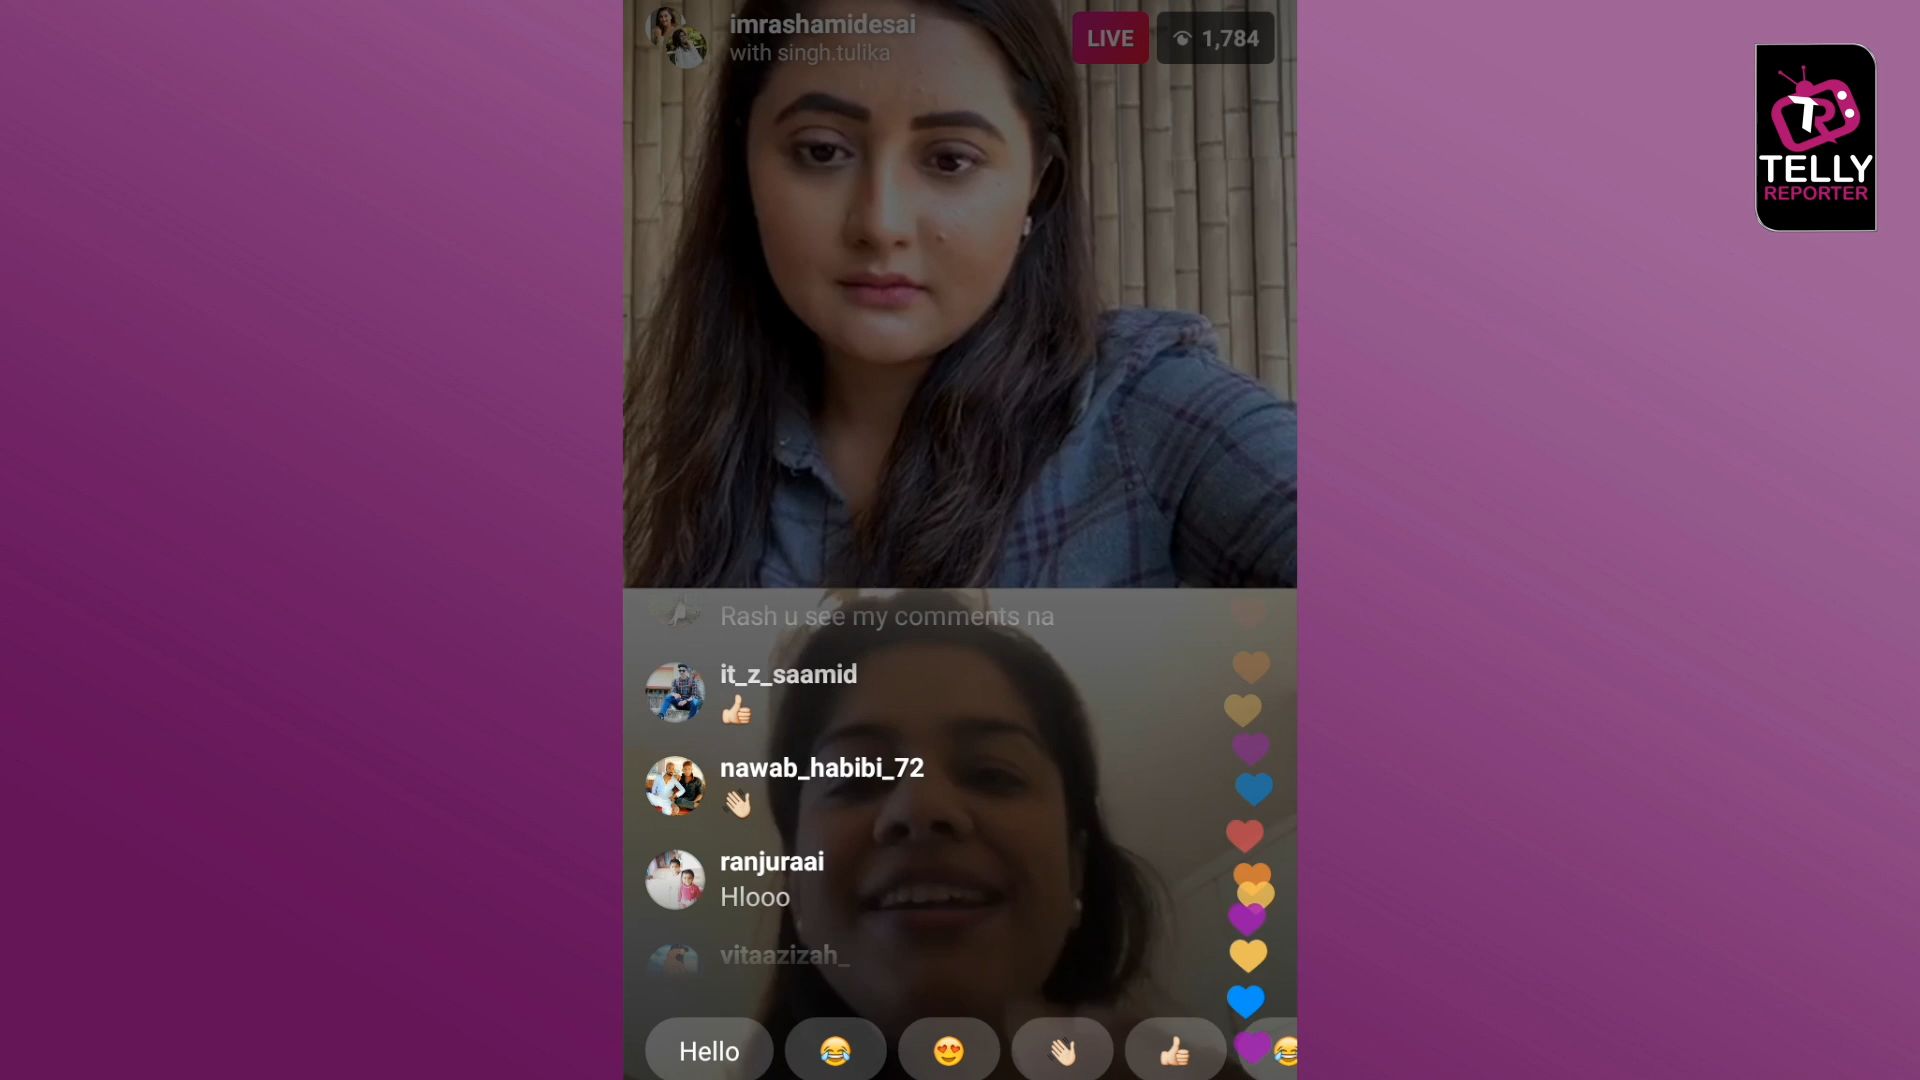 imrashamidesai
with singh.tulika
LIVE
1,784
TR
TELLY
REPORTER
Rash u see my comments na
it_z_saamid
👍🏻
nawab_habibi_72
👋🏻
ranjuraai
Hlooo
vitaazizah_
Hello 😂 😍 👋🏻 👍🏻 😂